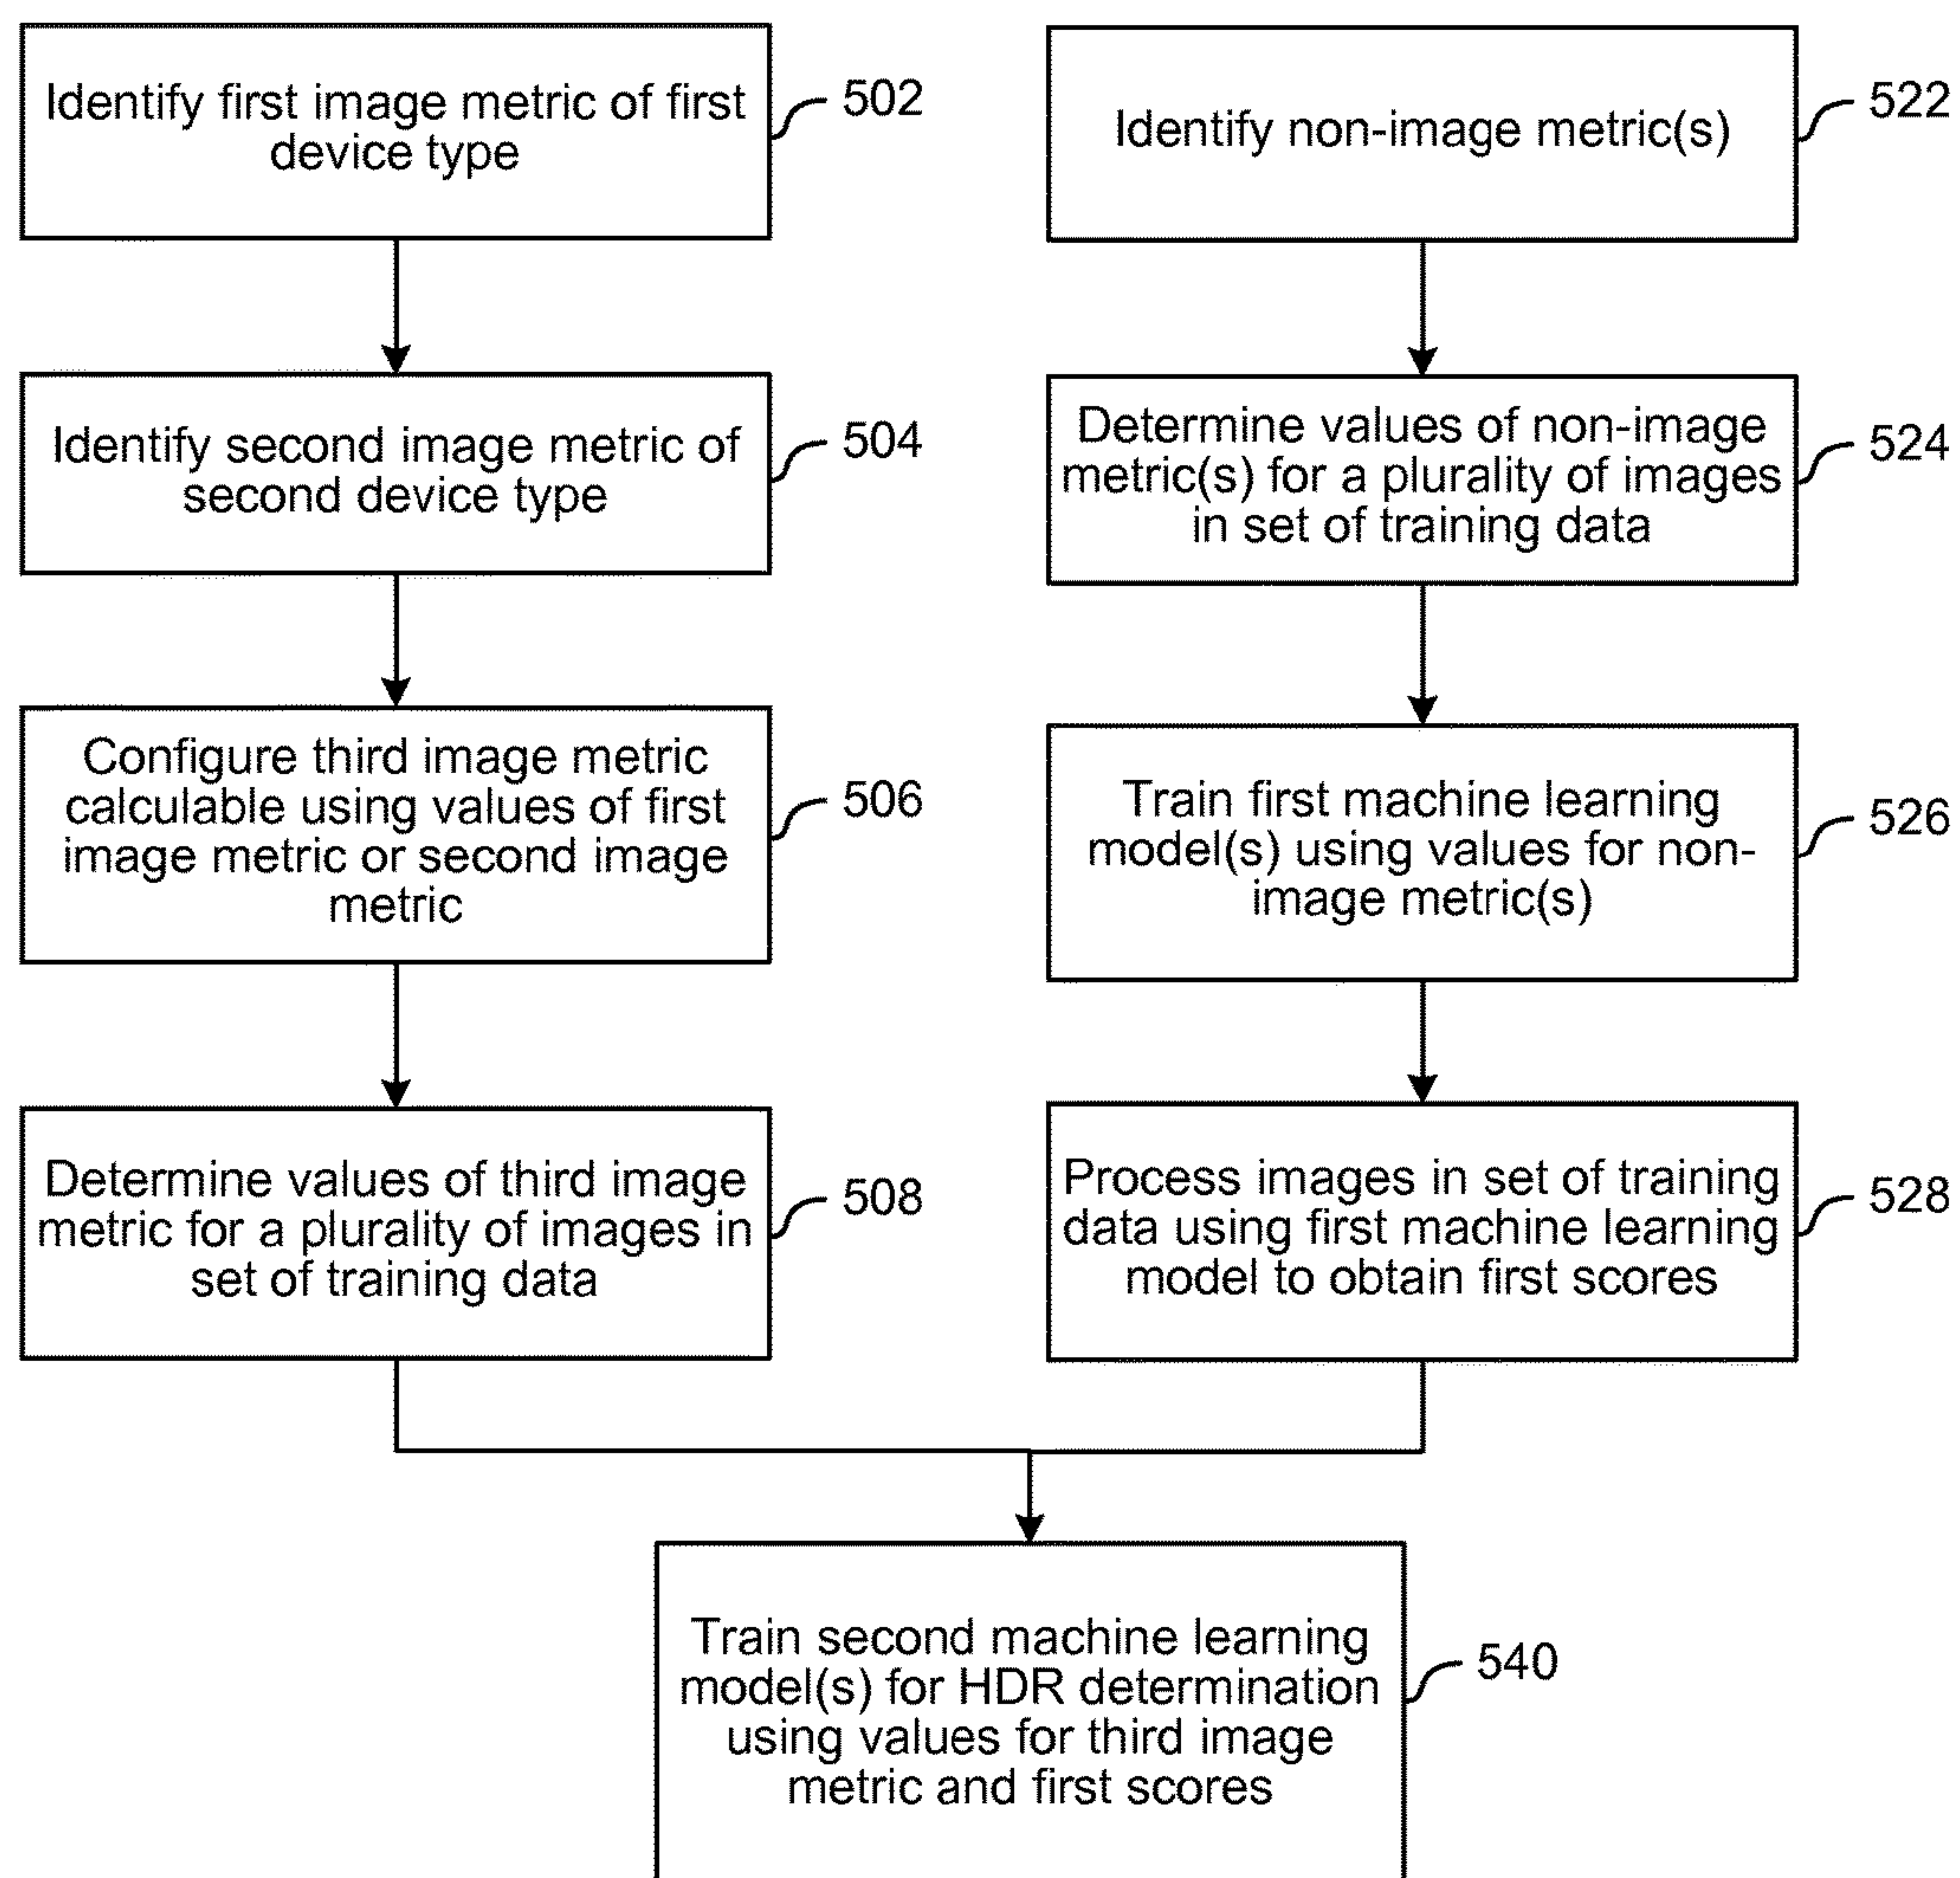 Identify first image metric of first
device type
502
Identify second image metric of
second device type
504
Configure third image metric
calculable using values of first
image metric or second image
metric
506
Determine values of third image
metric for a plurality of images in
set of training data
508
Identify non-image metric(s)
522
Determine values of non-image
metric(s) for a plurality of images
in set of training data
524
Train first machine learning
model(s) using values for non-
image metric(s)
526
Process images in set of training
data using first machine learning
model to obtain first scores
528
Train second machine learning
model(s) for HDR determination
using values for third image
metric and first scores
540